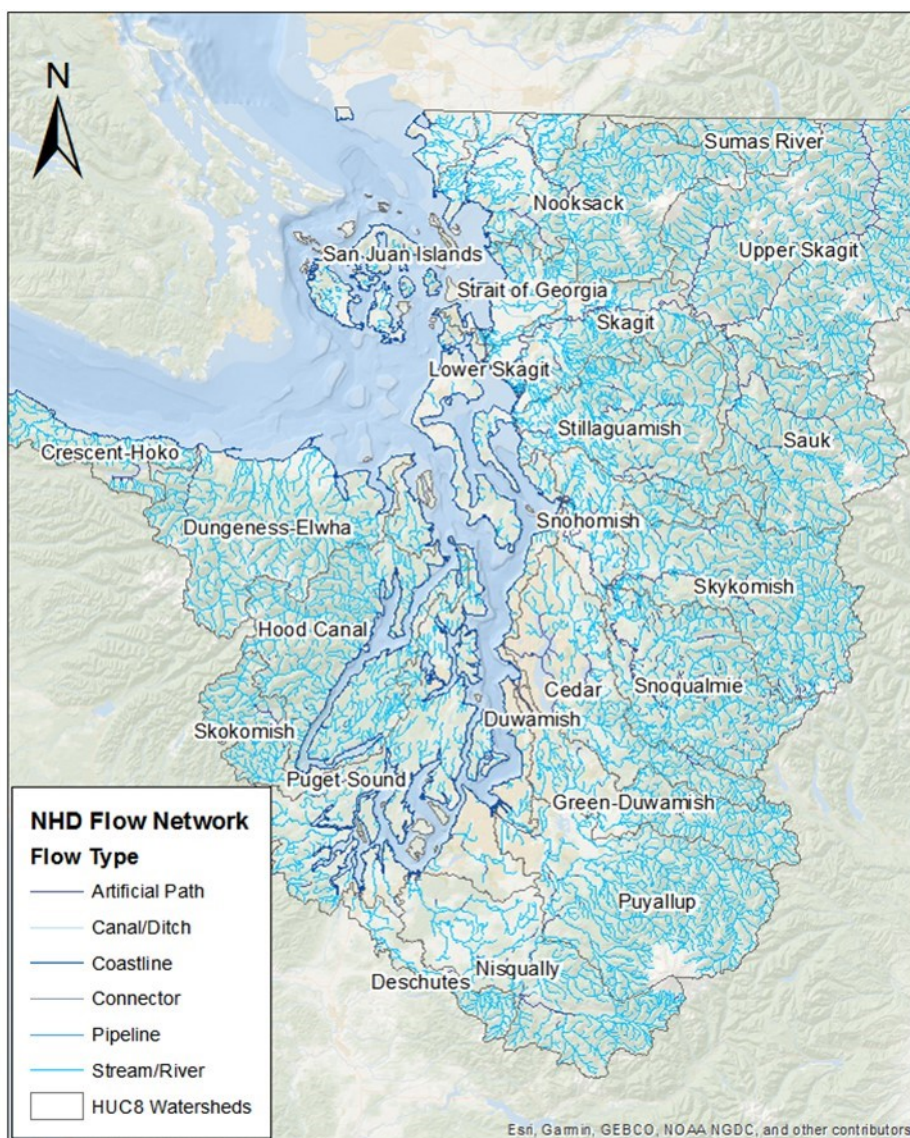 N
Sumas River
Nooksack
Upper Skagit
San Juan Islands
Strait of Georgia
Skagit
Lower Skagit
Stillaguamish
Sauk
Crescent-Hoko
Dungeness-Elwha
Snohomish
Skykomish
Hood Canal
Cedar
Snoqualmie
Skokomish
Duwamish
Puget-Sound
Green-Duwamish
Puyallup
Nisqually
Deschutes
NHD Flow Network
Flow Type
Artificial Path
Canal/Ditch
Coastline
Connector
Pipeline
Stream/River
HUC8 Watersheds
Esri, Garmin, GEBCO, NOAA NGDC, and other contributors